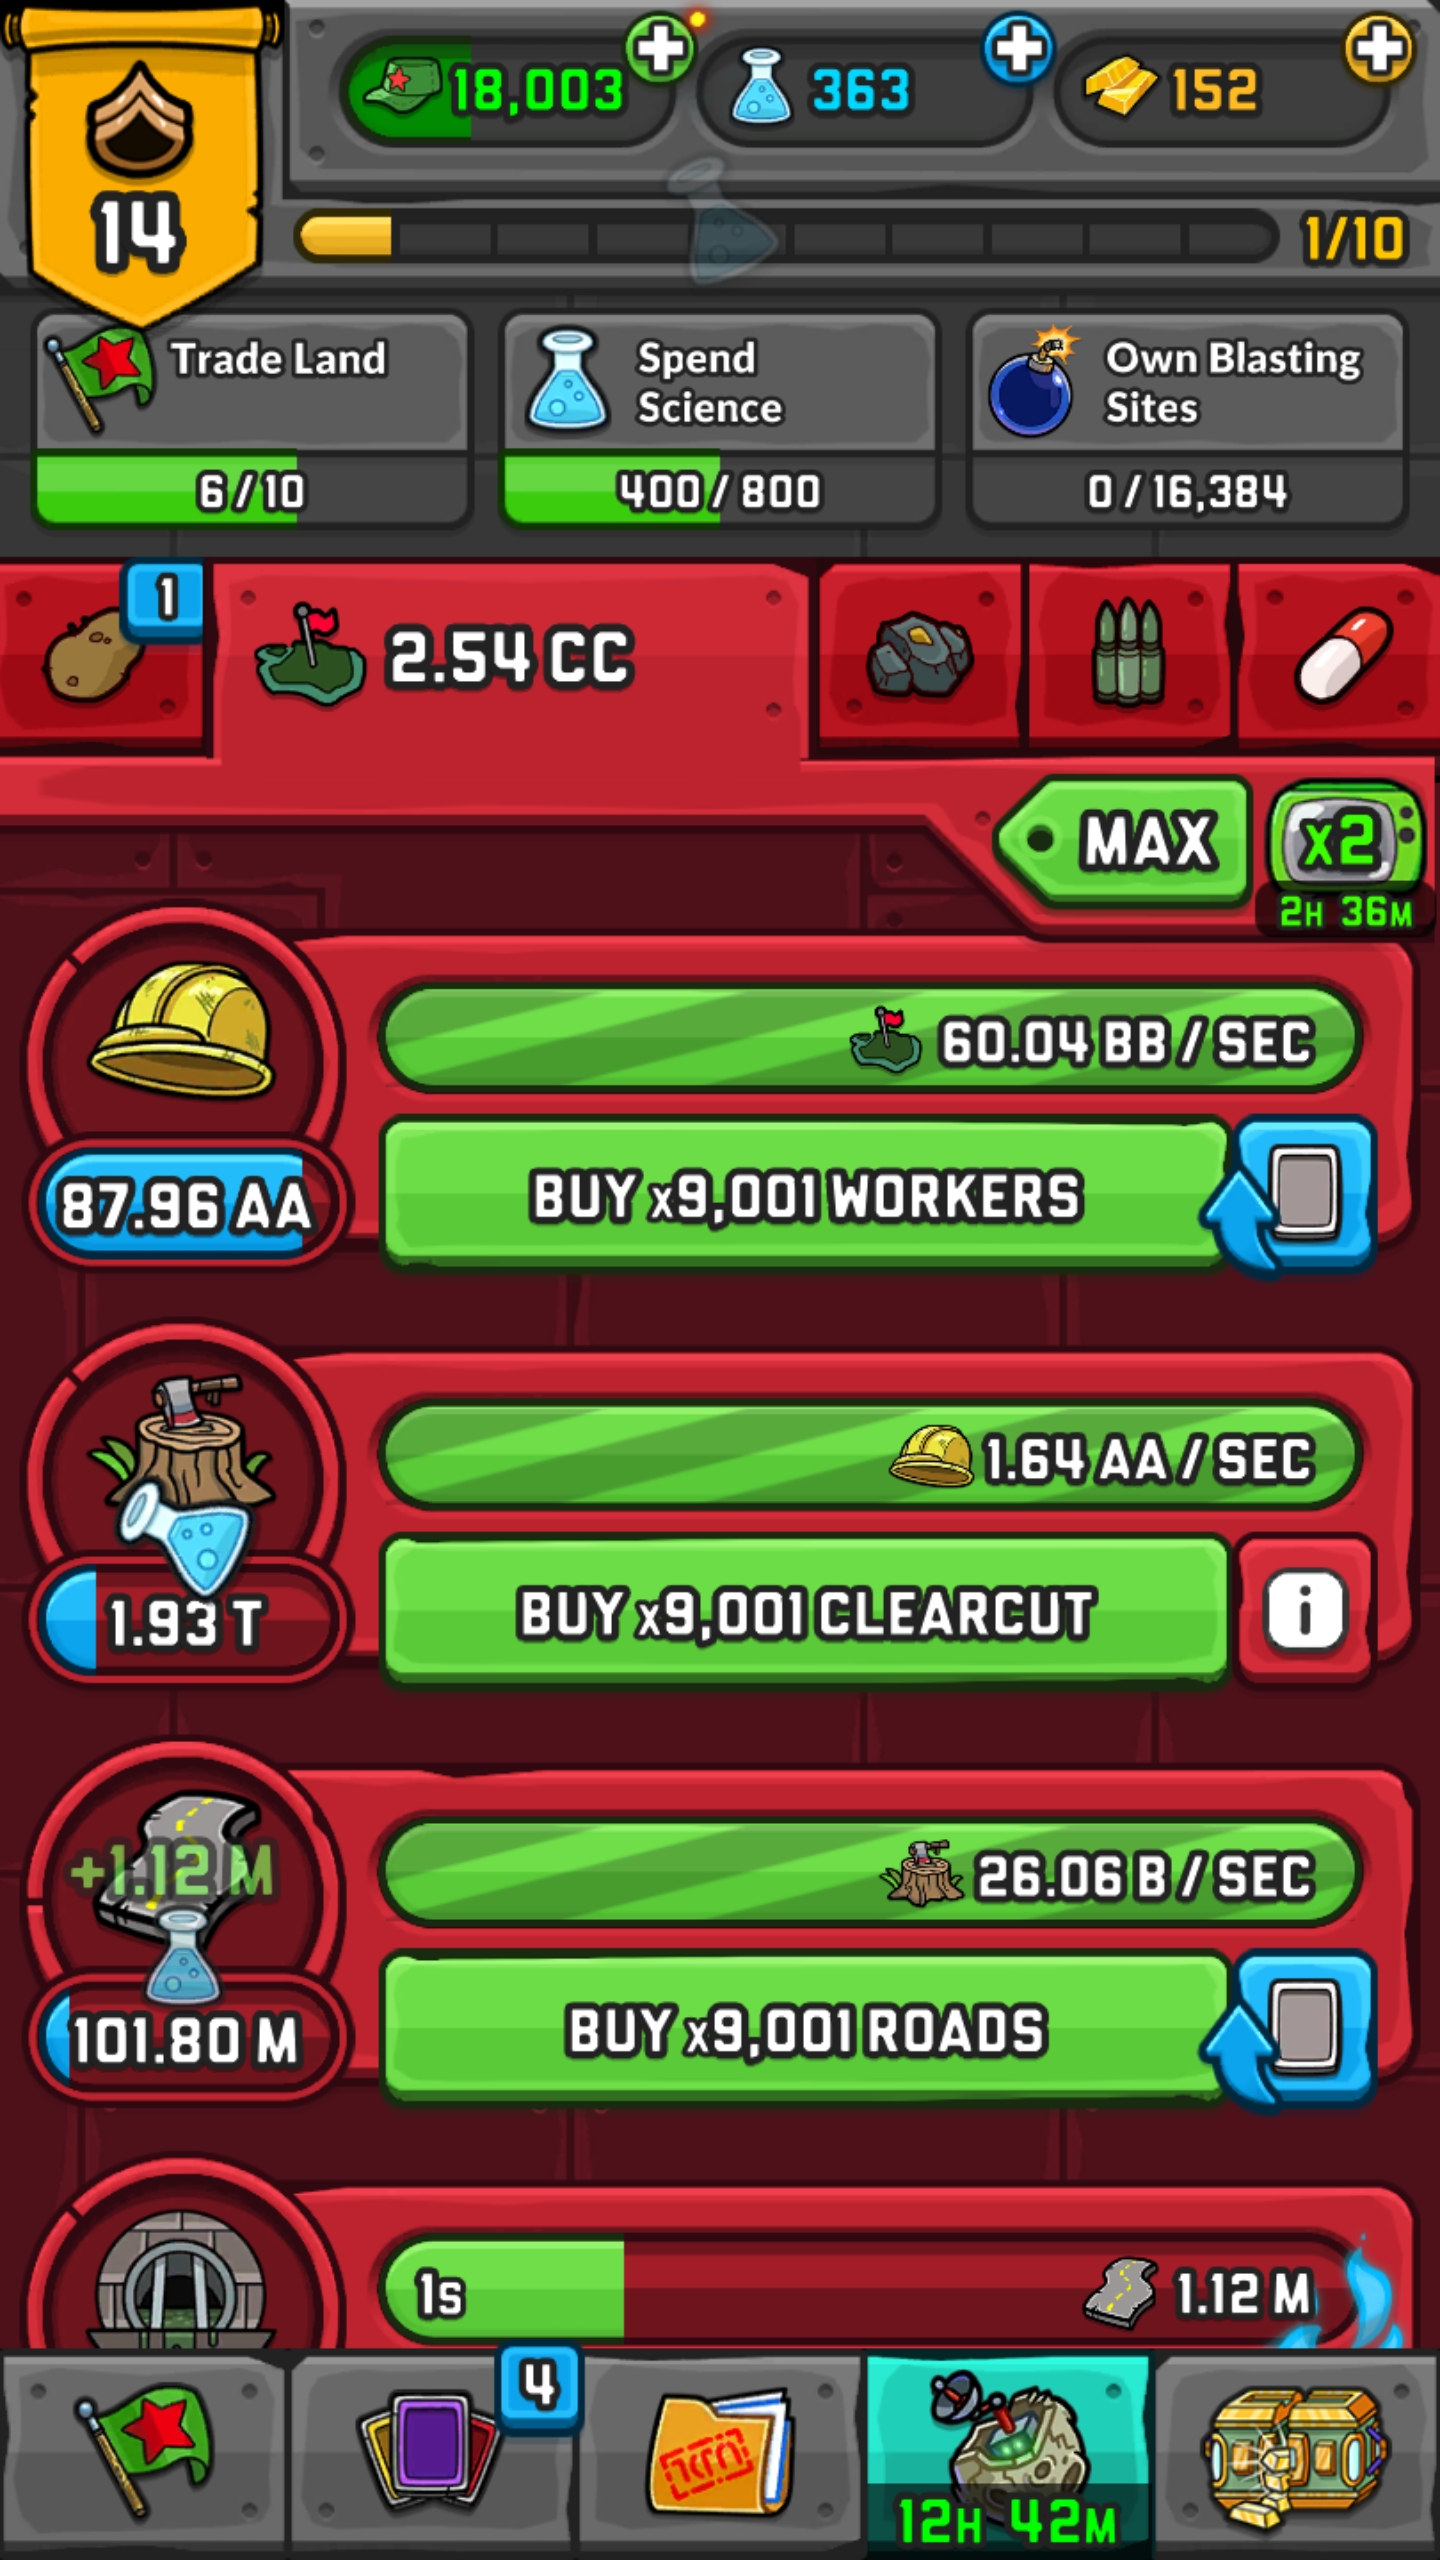 18,003
363
152
14
1/10
Trade Land
6/10
Spend
Science
400/800
Own Blasting
Sites
0/16,384
1
2.54 CC
MAX
x2
2H 36M
60.04 BB/SEC
87.96 AA
BUY x9,001 WORKERS
1.64 AA/SEC
1.93 T
BUY x9,001 CLEARCUT
i
+1.12 M
26.06 B/SEC
101.80 M
BUY x9,001 ROADS
1s
1.12 M
4
12H 42M